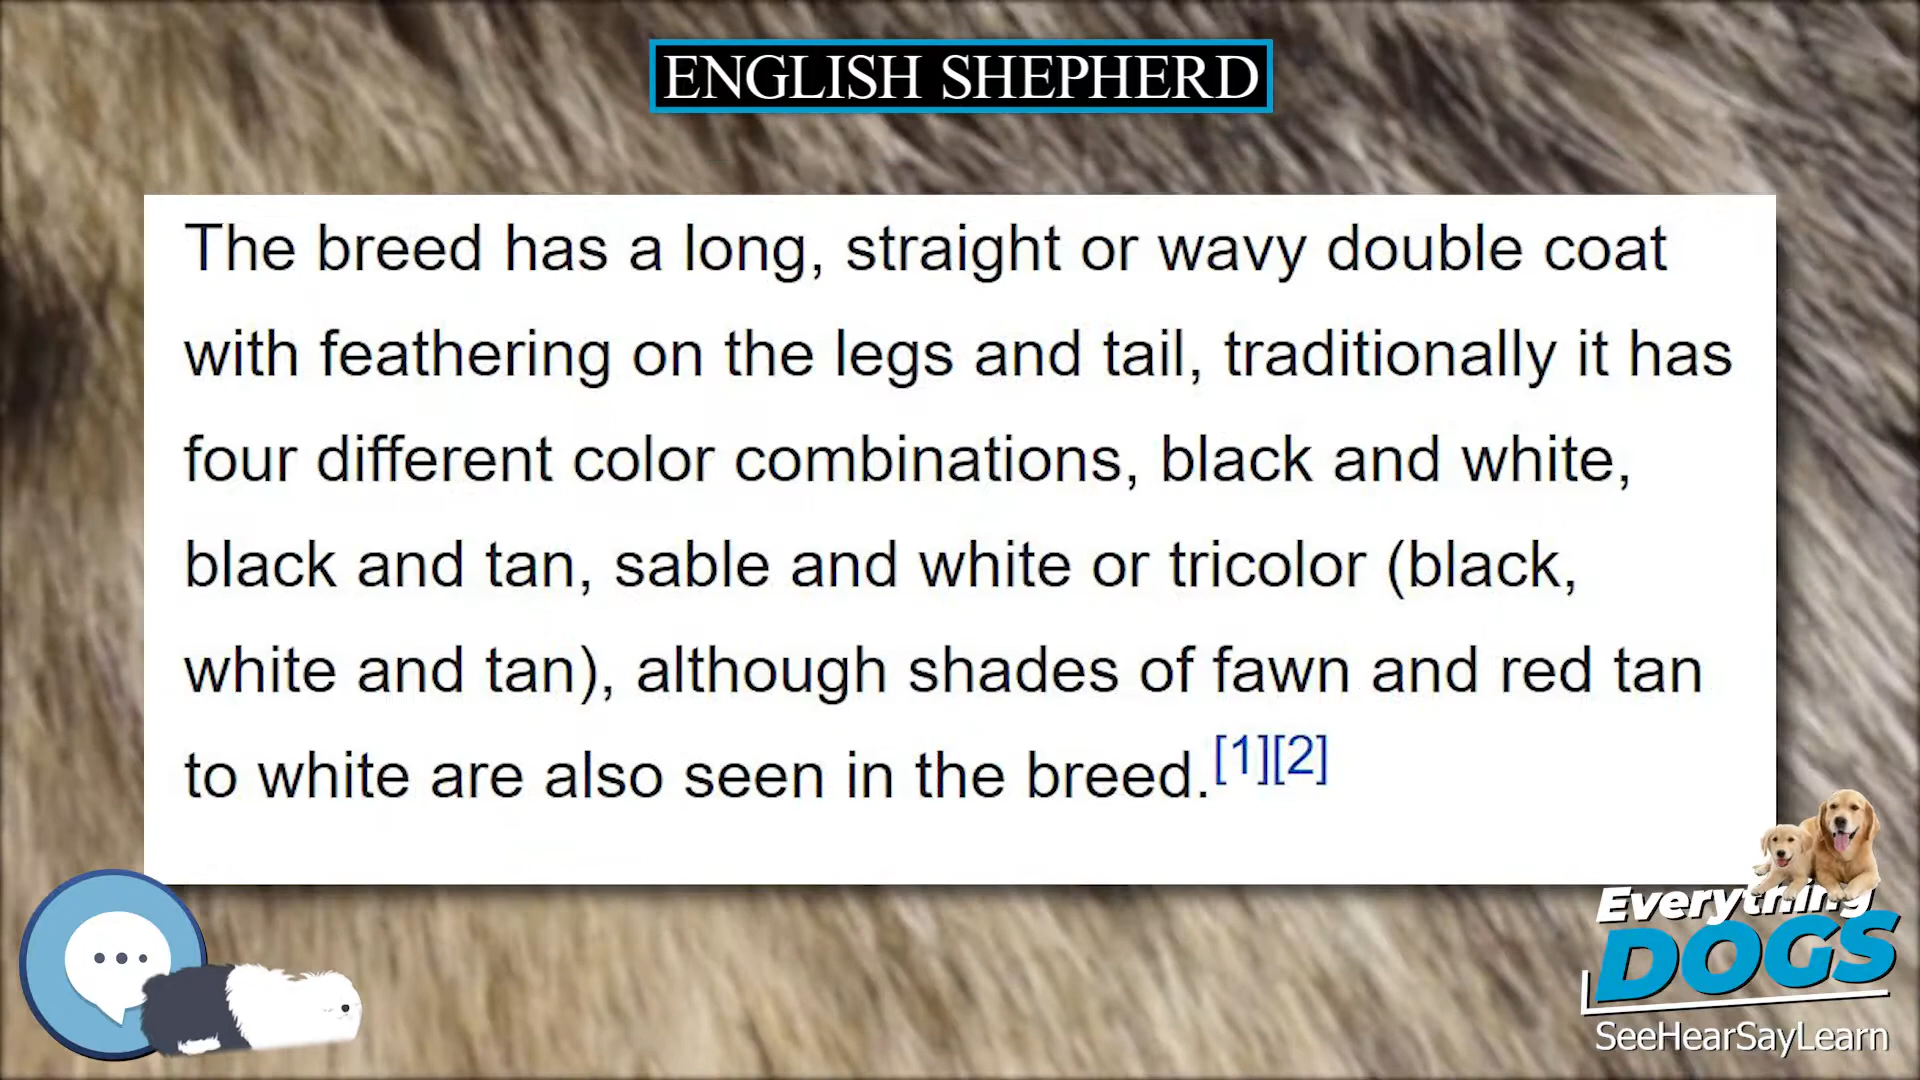 ENGLISH SHEPHERD
The breed has a long, straight or wavy double coat
with feathering on the legs and tail, traditionally it has
four different color combinations, black and white,
black and tan, sable and white or tricolor (black,
white and tan), although shades of fawn and red tan
to white are also seen in the breed.[1][2]
Everything
DOGS
SeeHearSayLearn